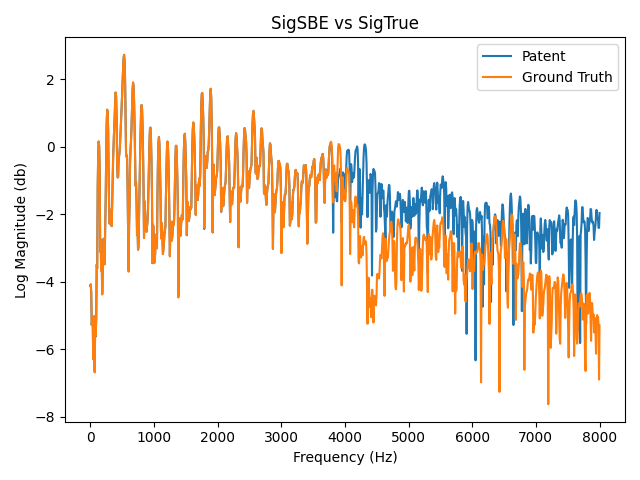 SigSBE vs SigTrue
Patent
Ground Truth
Log Magnitude (db)
2
0
−2
−4
−6
−8
0 1000 2000 3000 4000 5000 6000 7000 8000
Frequency (Hz)